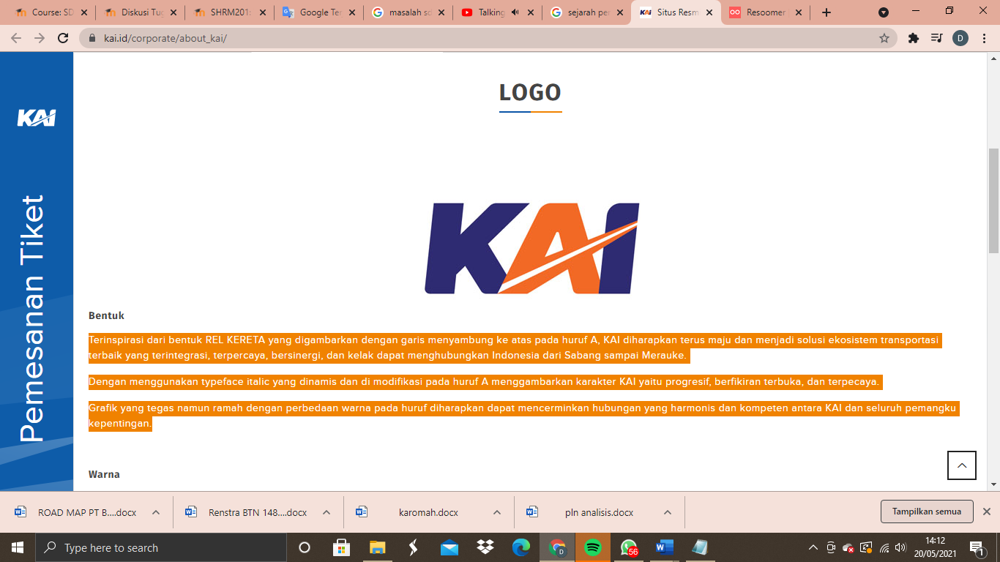 Course: SD
Diskusi Tug
SHRM201
Google Ter
masalah sd
Talking
sejarah per
Situs Resm
Resoomer
kai.id/corporate/about_kai/
D
KAI
Pemesanan Tiket
LOGO
KAI
Bentuk
Terinspirasi dari bentuk REL KERETA yang digambarkan dengan garis menyambung ke atas pada huruf A, KAI diharapkan terus maju dan menjadi solusi ekosistem transportasi
terbaik yang terintegrasi, terpercaya, bersinergi, dan kelak dapat menghubungkan Indonesia dari Sabang sampai Merauke.
Dengan menggunakan typeface italic yang dinamis dan di modifikasi pada huruf A menggambarkan karakter KAI yaitu progresif, berfikiran terbuka, dan terpecaya.
Grafik yang tegas namun ramah dengan perbedaan warna pada huruf diharapkan dapat mencerminkan hubungan yang harmonis dan kompeten antara KAI dan seluruh pemangku
kepentingan.
Warna
ROAD MAP PT B....docx
Renstra BTN 148....docx
karomah.docx
pln analisis.docx
Tampilkan semua
Type here to search
56
14:12
20/05/2021
1